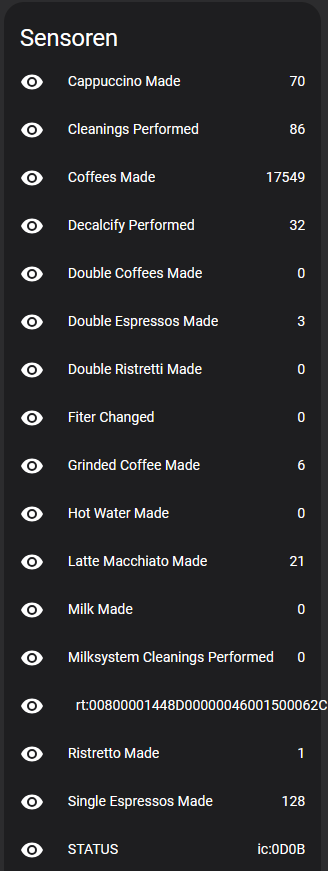 Sensoren
Cappuccino Made 70
Cleanings Performed 86
Coffees Made 17549
Decalcify Performed 32
Double Coffees Made 0
Double Espressos Made 3
Double Ristretti Made 0
Fiter Changed 0
Grinded Coffee Made 6
Hot Water Made 0
Latte Macchiato Made 21
Milk Made 0
Milksystem Cleanings Performed 0
rt:00800001448D00000046001500062C
Ristretto Made 1
Single Espressos Made 128
STATUS ic:0D0B